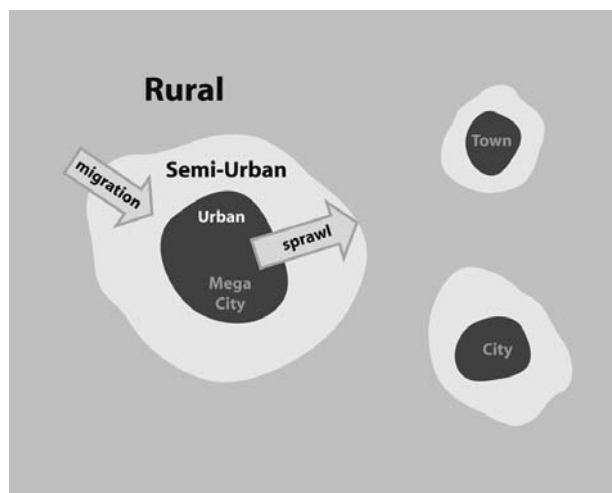 Rural
migration
Semi-Urban
Urban
sprawl
Mega
City
Town
City